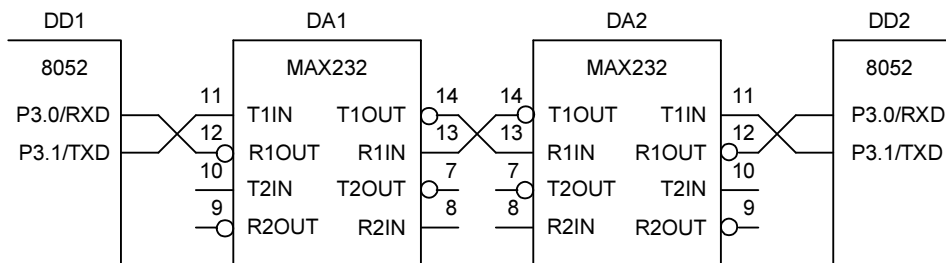 DD1 DA1 DA2 DD2
8052 MAX232 MAX232 8052
11 14 14 11
P3.0/RXD T1IN T1OUT T1OUT T1IN P3.0/RXD
12 13 13 12
P3.1/TXD R1OUT R1IN R1IN R1OUT P3.1/TXD
10 7 7 10
T2IN T2OUT T2OUT T2IN
9 8 8 9
R2OUT R2IN R2IN R2OUT